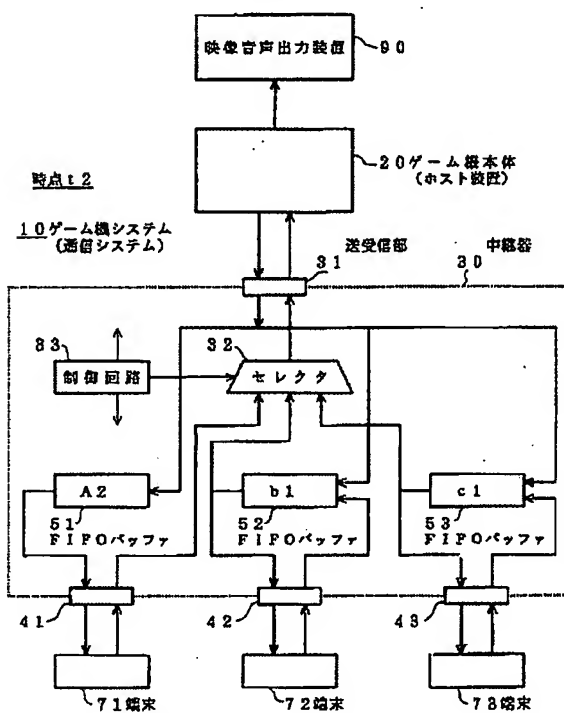 映像音声出力装置
90
20ゲーム機本体
(ホスト装置)
時点t2
10ゲーム機システム
(通信システム)
31
送受信部
中継器
30
33
制御回路
32
セレクタ
A2
b1
c1
51
FIFOバッファ
52
FIFOバッファ
53
FIFOバッファ
41
42
43
71端末
72端末
73端末